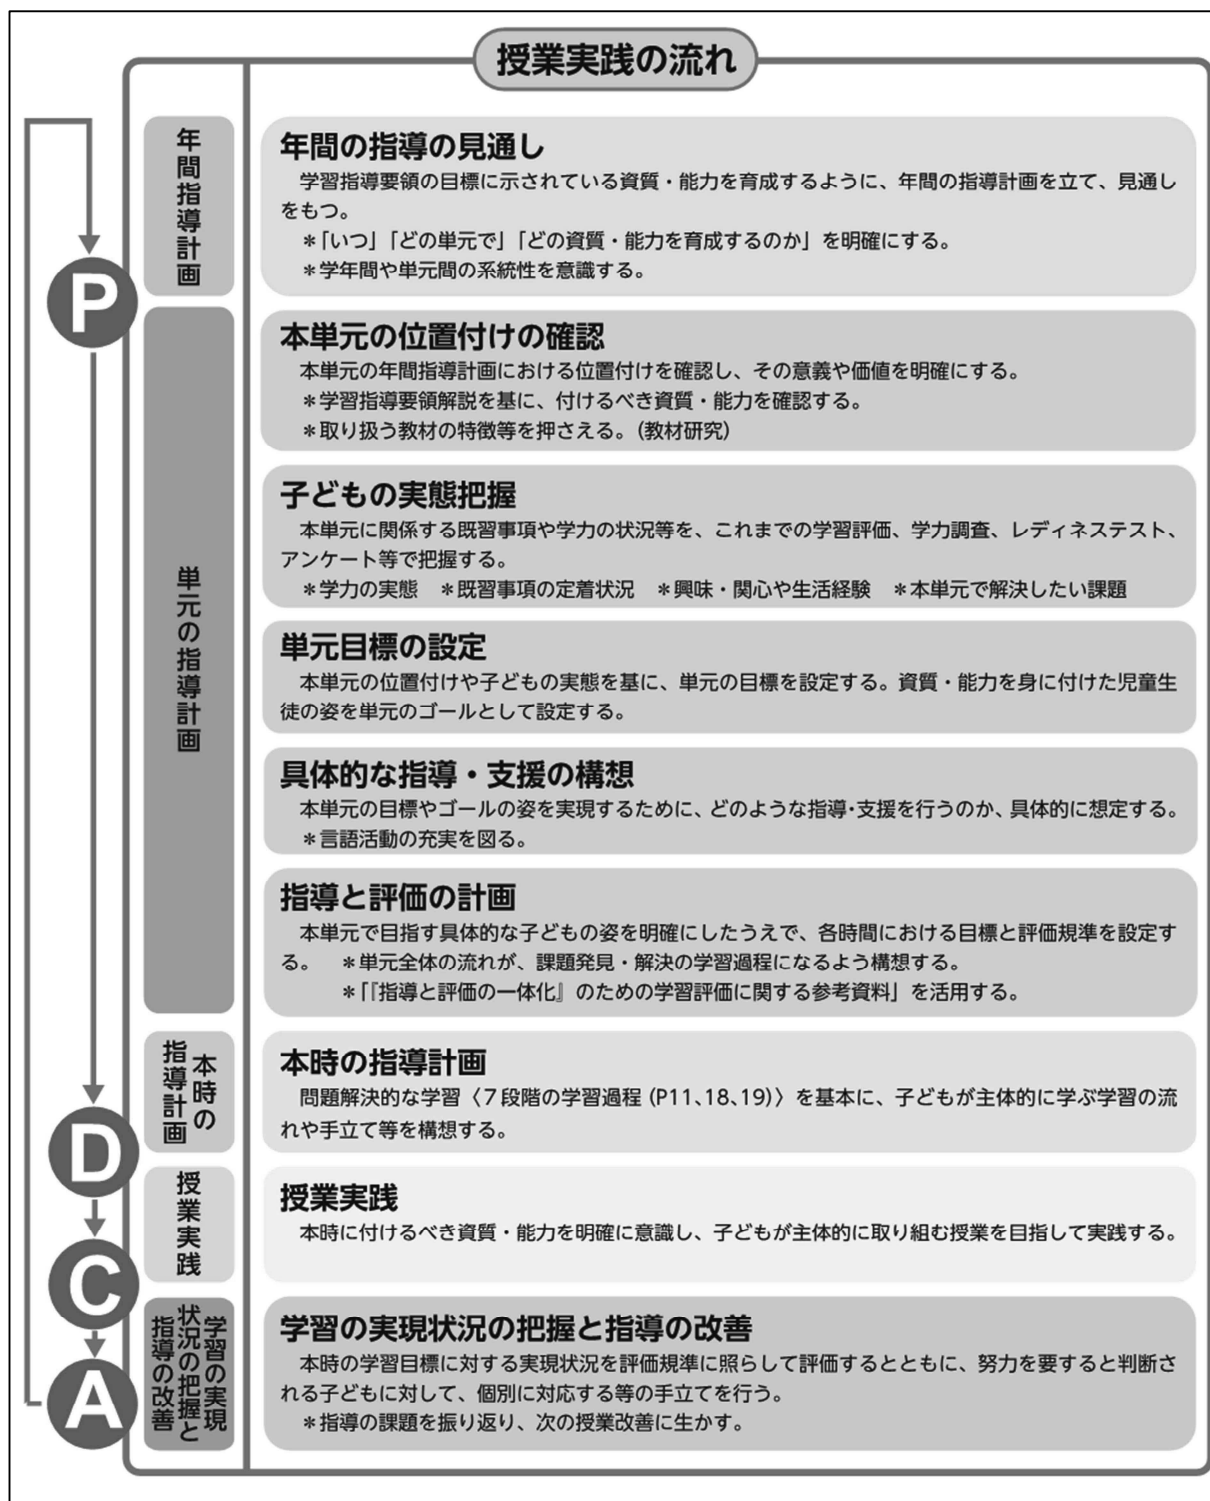 授業実践の流れ
年間指導計画
年間の指導の見通し
学習指導要領の目標に示されている資質・能力を育成するように、年間の指導計画を立て、見通し
をもつ。
＊「いつ」「どの単元で」「どの資質・能力を育成するのか」を明確にする。
＊学年間や単元間の系統性を意識する。
P
単元の指導計画
本単元の位置付けの確認
本単元の年間指導計画における位置付けを確認し、その意義や価値を明確にする。
＊学習指導要領解説を基に、付けるべき資質・能力を確認する。
＊取り扱う教材の特徴等を押さえる。（教材研究）
子どもの実態把握
本単元に関係する既習事項や学力の状況等を、これまでの学習評価、学力調査、レディネステスト、
アンケート等で把握する。
＊学力の実態　＊既習事項の定着状況　＊興味・関心や生活経験　＊本単元で解決したい課題
単元目標の設定
本単元の位置付けや子どもの実態を基に、単元の目標を設定する。資質・能力を身に付けた児童生
徒の姿を単元のゴールとして設定する。
具体的な指導・支援の構想
本単元の目標やゴールの姿を実現するために、どのような指導・支援を行うのか、具体的に想定する。
＊言語活動の充実を図る。
指導と評価の計画
本単元で目指す具体的な子どもの姿を明確にしたうえで、各時間における目標と評価規準を設定す
る。　＊単元全体の流れが、課題発見・解決の学習過程になるよう構想する。
＊「『指導と評価の一体化』のための学習評価に関する参考資料」を活用する。
本時の
指導計画
本時の指導計画
問題解決的な学習〈７段階の学習過程（P11、18、19）〉を基本に、子どもが主体的に学ぶ学習の流
れや手立て等を構想する。
D
授業実践
授業実践
本時に付けるべき資質・能力を明確に意識し、子どもが主体的に取り組む授業を目指して実践する。
C
学習の実現
状況の把握と
指導の改善
学習の実現状況の把握と指導の改善
本時の学習目標に対する実現状況を評価規準に照らして評価するとともに、努力を要すると判断さ
れる子どもに対して、個別に対応する等の手立てを行う。
＊指導の課題を振り返り、次の授業改善に生かす。
A